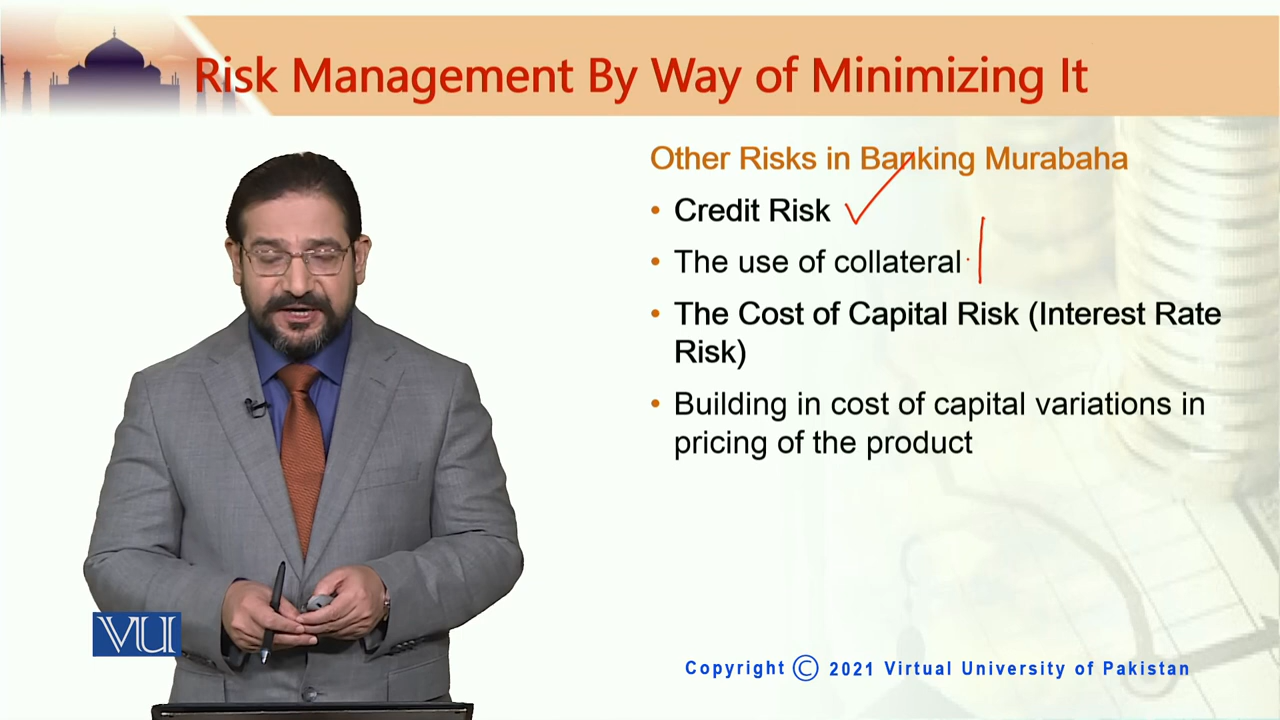 Risk Management By Way of Minimizing It
Other Risks in Banking Murabaha
• Credit Risk
• The use of collateral
• The Cost of Capital Risk (Interest Rate
Risk)
• Building in cost of capital variations in
pricing of the product
VU
Copyright © 2021 Virtual University of Pakistan